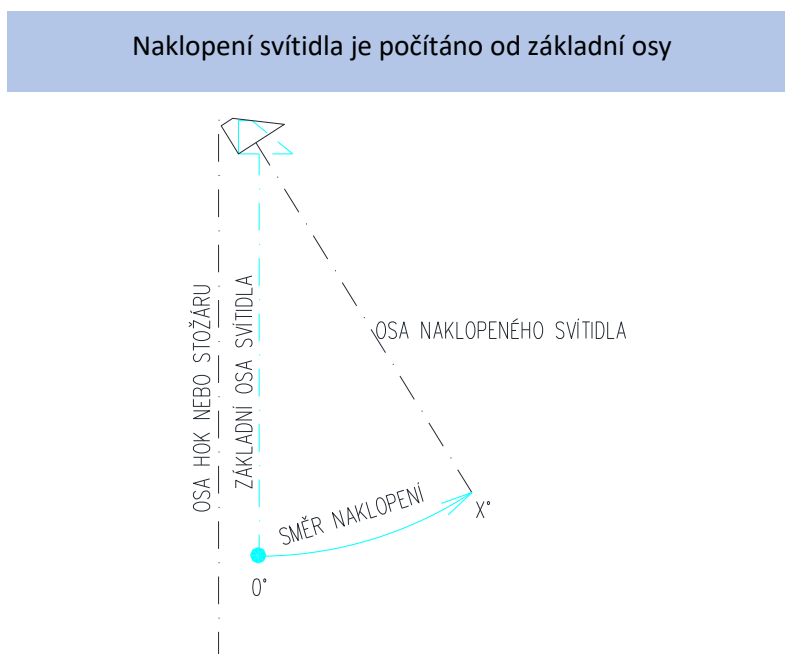 Naklopení svítidla je počítáno od základní osy
OSA HOK NEBO STOŽÁRU
ZÁKLADNÍ OSA SVÍTIDLA
OSA NAKLOPENÉHO SVÍTIDLA
SMĚR NAKLOPENÍ
X°
0°